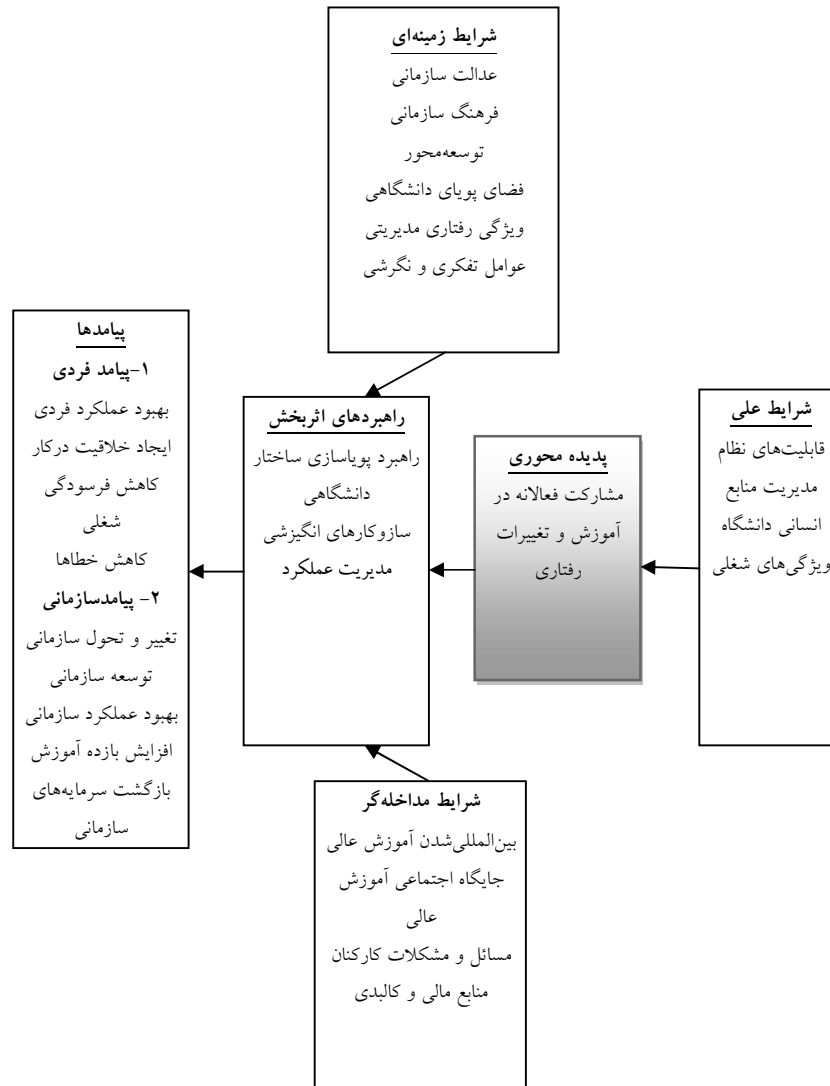 شرایط زمینه‌ای
عدالت سازمانی
فرهنگ سازمانی
توسعه‌محور
فضای پویای دانشگاهی
ویژگی رفتاری مدیریتی
عوامل تفکری و نگرشی
شرایط علی
قابلیت‌های نظام
مدیریت منابع
انسانی دانشگاه
ویژگی‌های شغلی
پدیده محوری
مشارکت فعالانه در
آموزش و تغییرات
رفتاری
راهبردهای اثربخش
راهبرد پویاسازی ساختار
دانشگاهی
سازوکارهای انگیزشی
مدیریت عملکرد
پیامدها
۱-پیامد فردی
بهبود عملکرد فردی
ایجاد خلاقیت درکار
کاهش فرسودگی
شغلی
کاهش خطاها
۲- پیامدسازمانی
تغییر و تحول سازمانی
توسعه سازمانی
بهبود عملکرد سازمانی
افزایش بازده آموزش
بازگشت سرمایه‌های
سازمانی
شرایط مداخله‌گر
بین‌المللی‌شدن آموزش عالی
جایگاه اجتماعی آموزش
عالی
مسائل و مشکلات کارکنان
منابع مالی و کالبدی